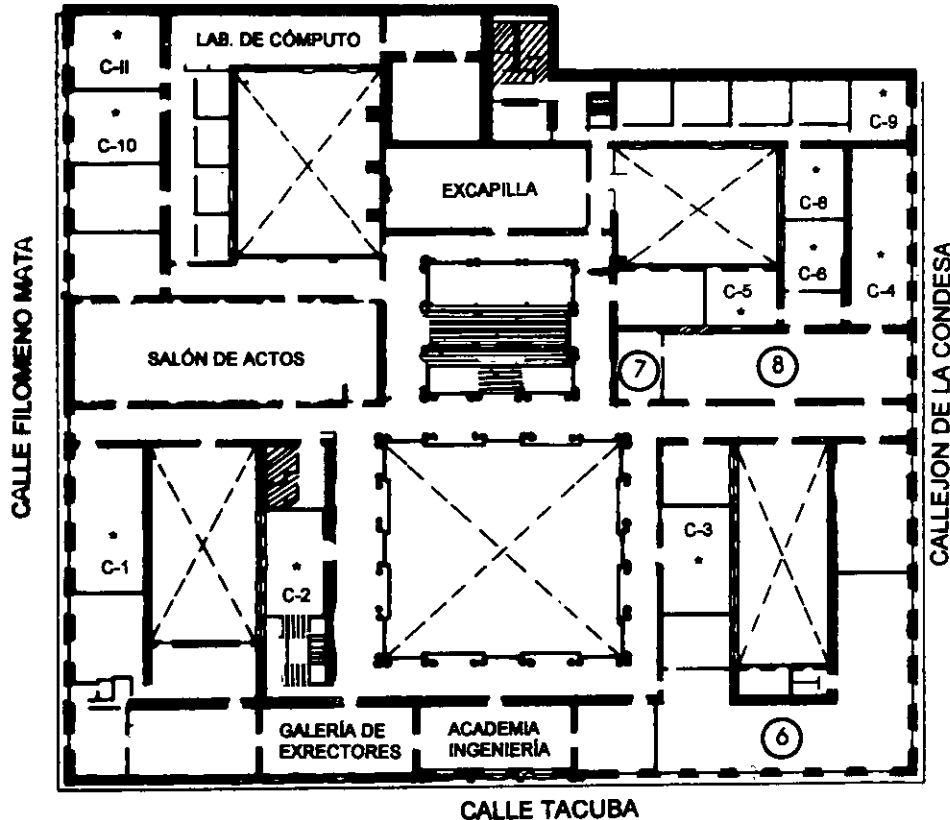 LAB. DE CÓMPUTO
C-11
C-10
C-9
EXCAPILLA
C-8
C-6
C-5
C-4
CALLE FILOMENO MATA
CALLEJON DE LA CONDESA
SALÓN DE ACTOS
7
8
C-1
C-2
C-3
GALERÍA DE
EXRECTORES
ACADEMIA
INGENIERÍA
6
CALLE TACUBA